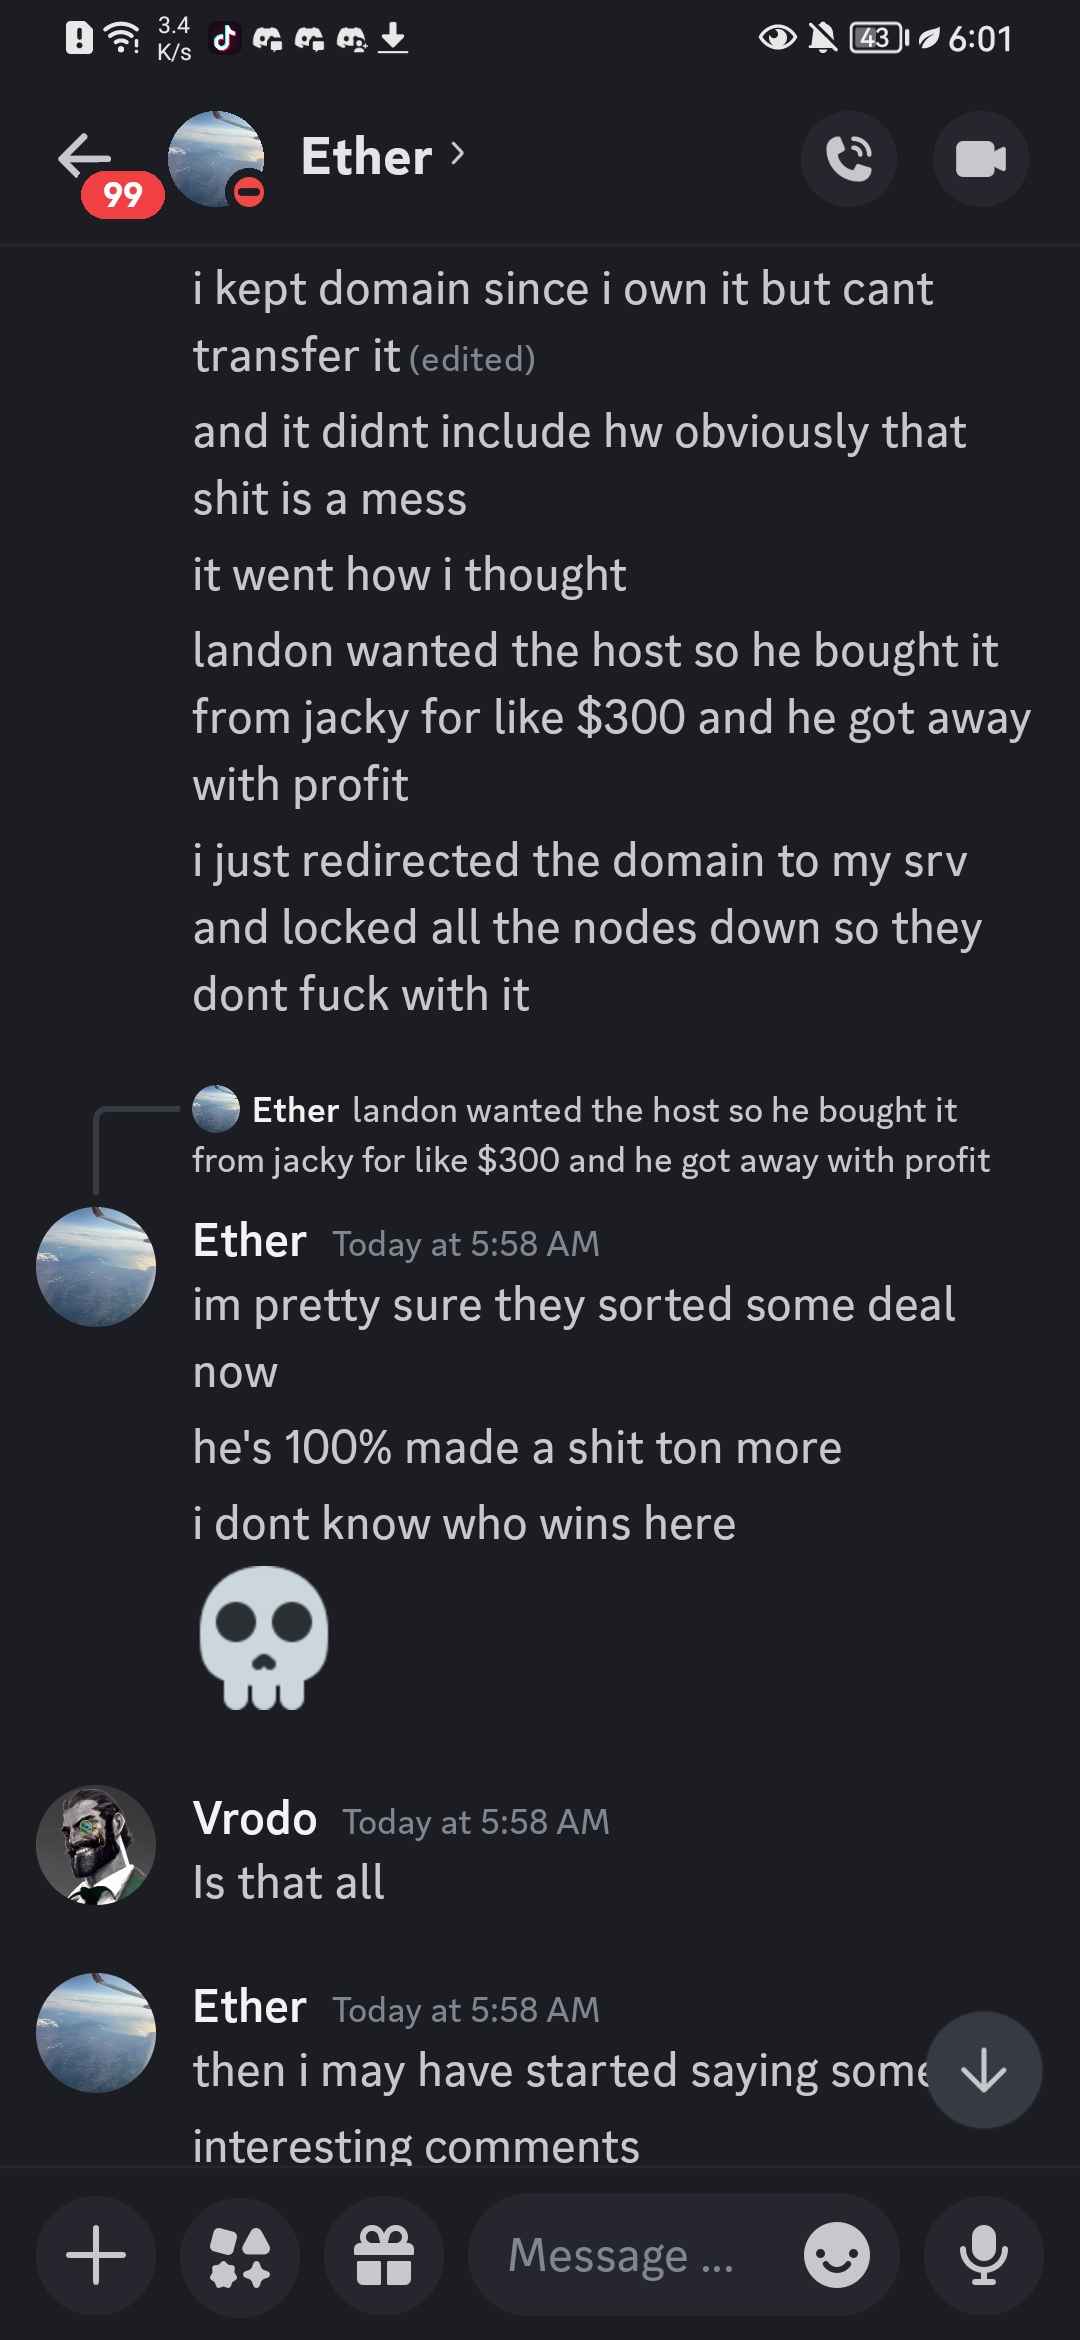 3.4
K/s
43
6:01
99
Ether
i kept domain since i own it but cant
transfer it (edited)
and it didnt include hw obviously that
shit is a mess
it went how i thought
landon wanted the host so he bought it
from jacky for like $300 and he got away
with profit
i just redirected the domain to my srv
and locked all the nodes down so they
dont fuck with it
Ether landon wanted the host so he bought it
from jacky for like $300 and he got away with profit
Ether Today at 5:58 AM
im pretty sure they sorted some deal
now
he's 100% made a shit ton more
i dont know who wins here
Vrodo Today at 5:58 AM
Is that all
Ether Today at 5:58 AM
then i may have started saying some
interesting comments
Message ...